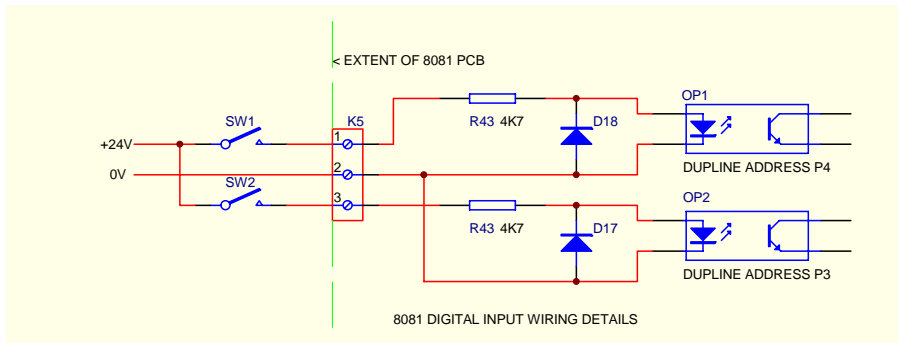 < EXTENT OF 8081 PCB
OP1
SW1
K5
R43 4K7
D18
+24V
1
DUPLINE ADDRESS P4
0V
2
SW2
3
OP2
R43 4K7
D17
DUPLINE ADDRESS P3
8081 DIGITAL INPUT WIRING DETAILS